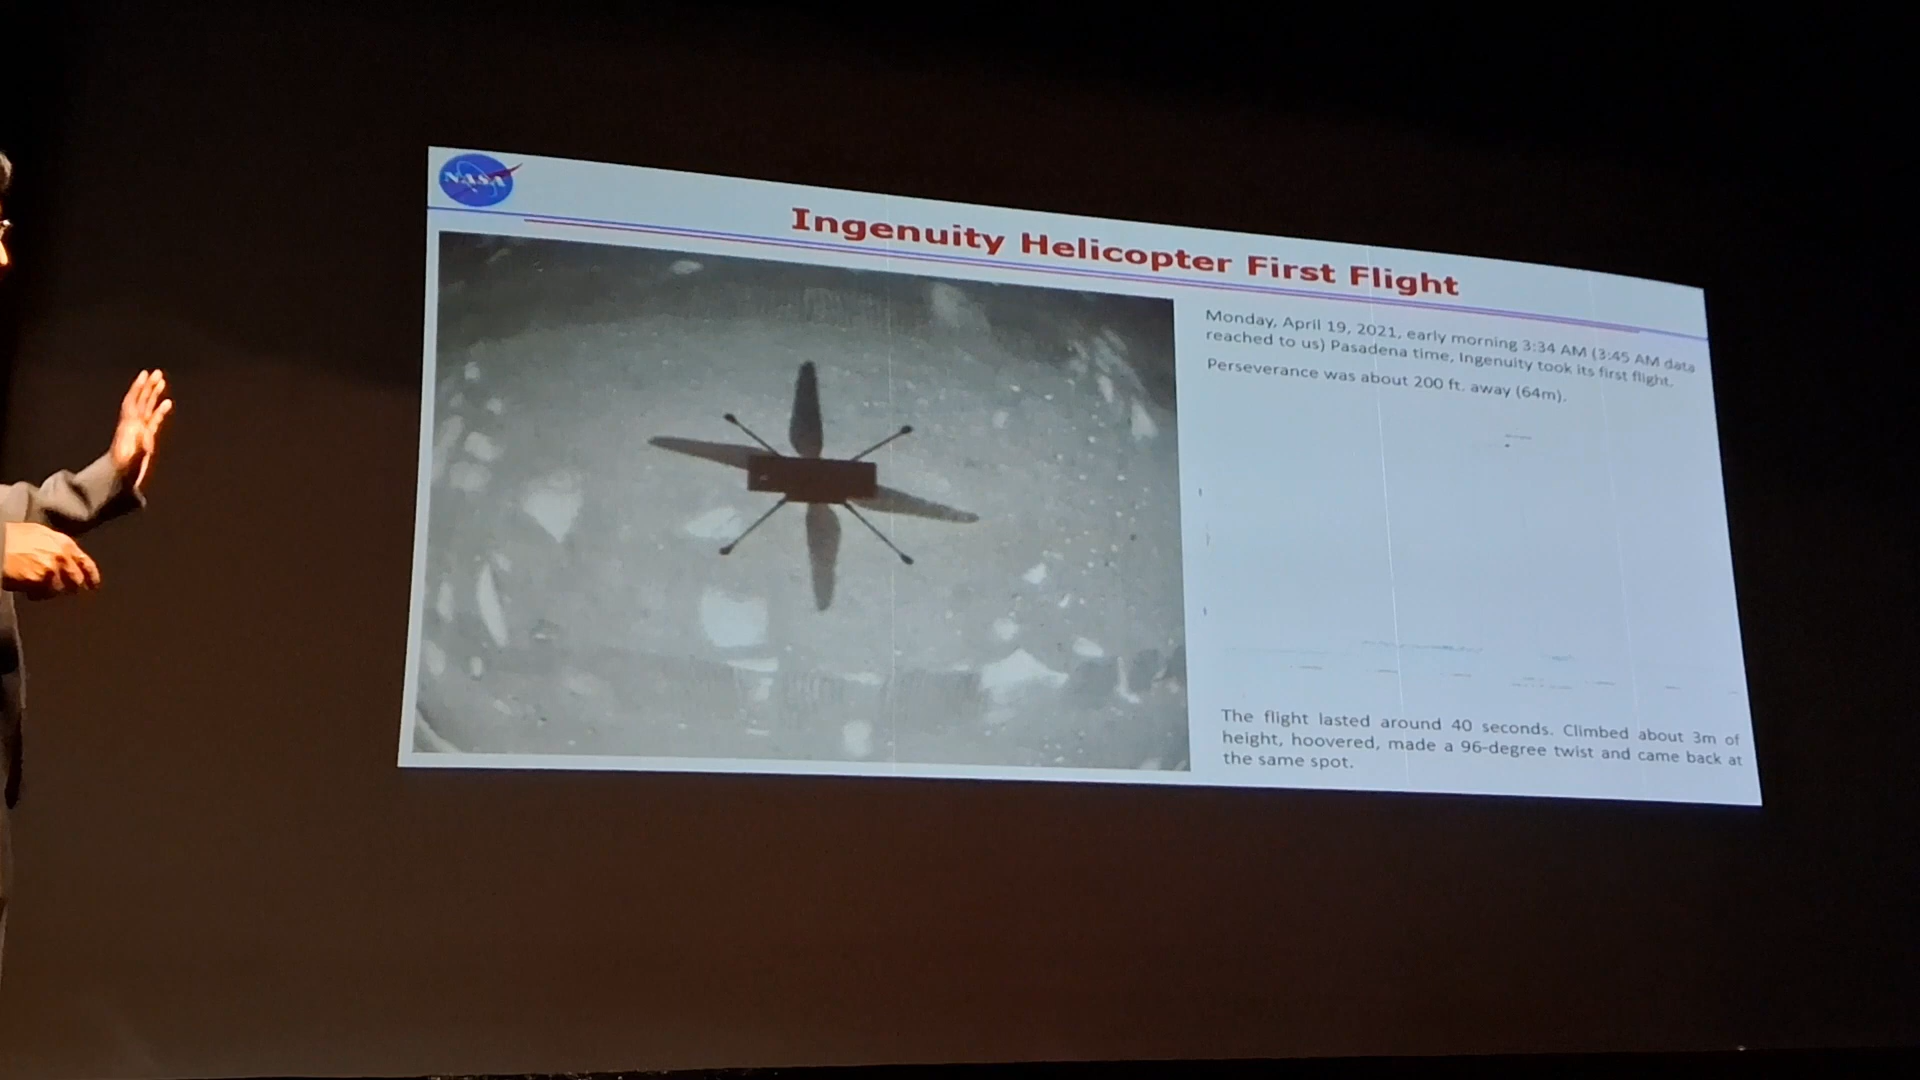 NASA
Ingenuity Helicopter First Flight
Monday, April 19, 2021, early morning 3:34 AM (3:45 AM data
reached to us) Pasadena time, Ingenuity took its first flight.
Perseverance was about 200 ft. away (64m).
The flight lasted around 40 seconds. Climbed about 3m of
height, hoovered, made a 96-degree twist and came back at
the same spot.